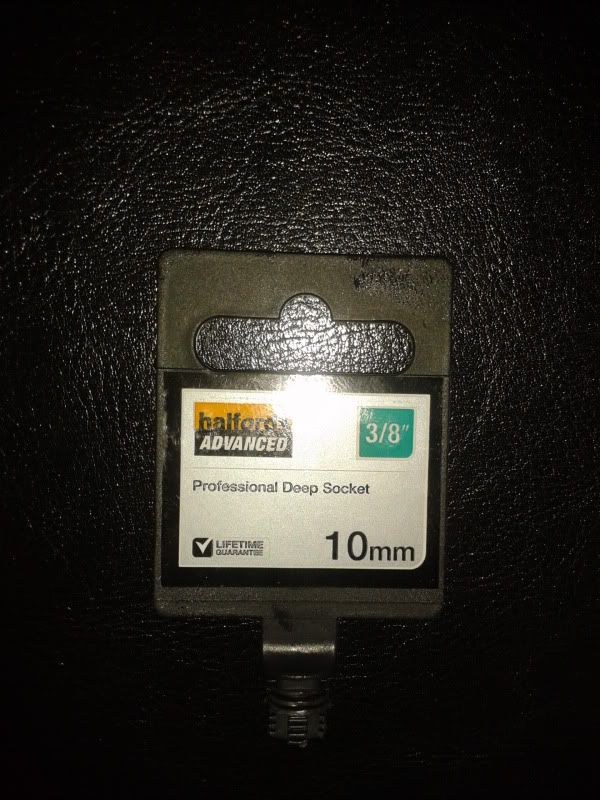 halfords
ADVANCED
3/8"
Professional Deep Socket
LIFETIME
GUARANTEE
10mm